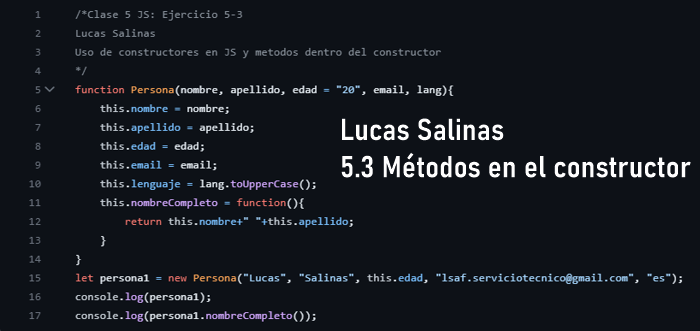 1 /*Clase 5 JS: Ejercicio 5-3
2 Lucas Salinas
3 Uso de constructores en JS y metodos dentro del constructor
4 */
5 function Persona(nombre, apellido, edad = "20", email, lang){
6 this.nombre = nombre;
7 this.apellido = apellido;
8 this.edad = edad;
9 this.email = email;
10 this.lenguaje = lang.toUpperCase();
11 this.nombreCompleto = function(){
12 return this.nombre+" "+this.apellido;
13 }
14 }
15 let persona1 = new Persona("Lucas", "Salinas", this.edad, "lsaf.serviciotecnico@gmail.com", "es");
16 console.log(persona1);
17 console.log(persona1.nombreCompleto());
Lucas Salinas
5.3 Métodos en el constructor